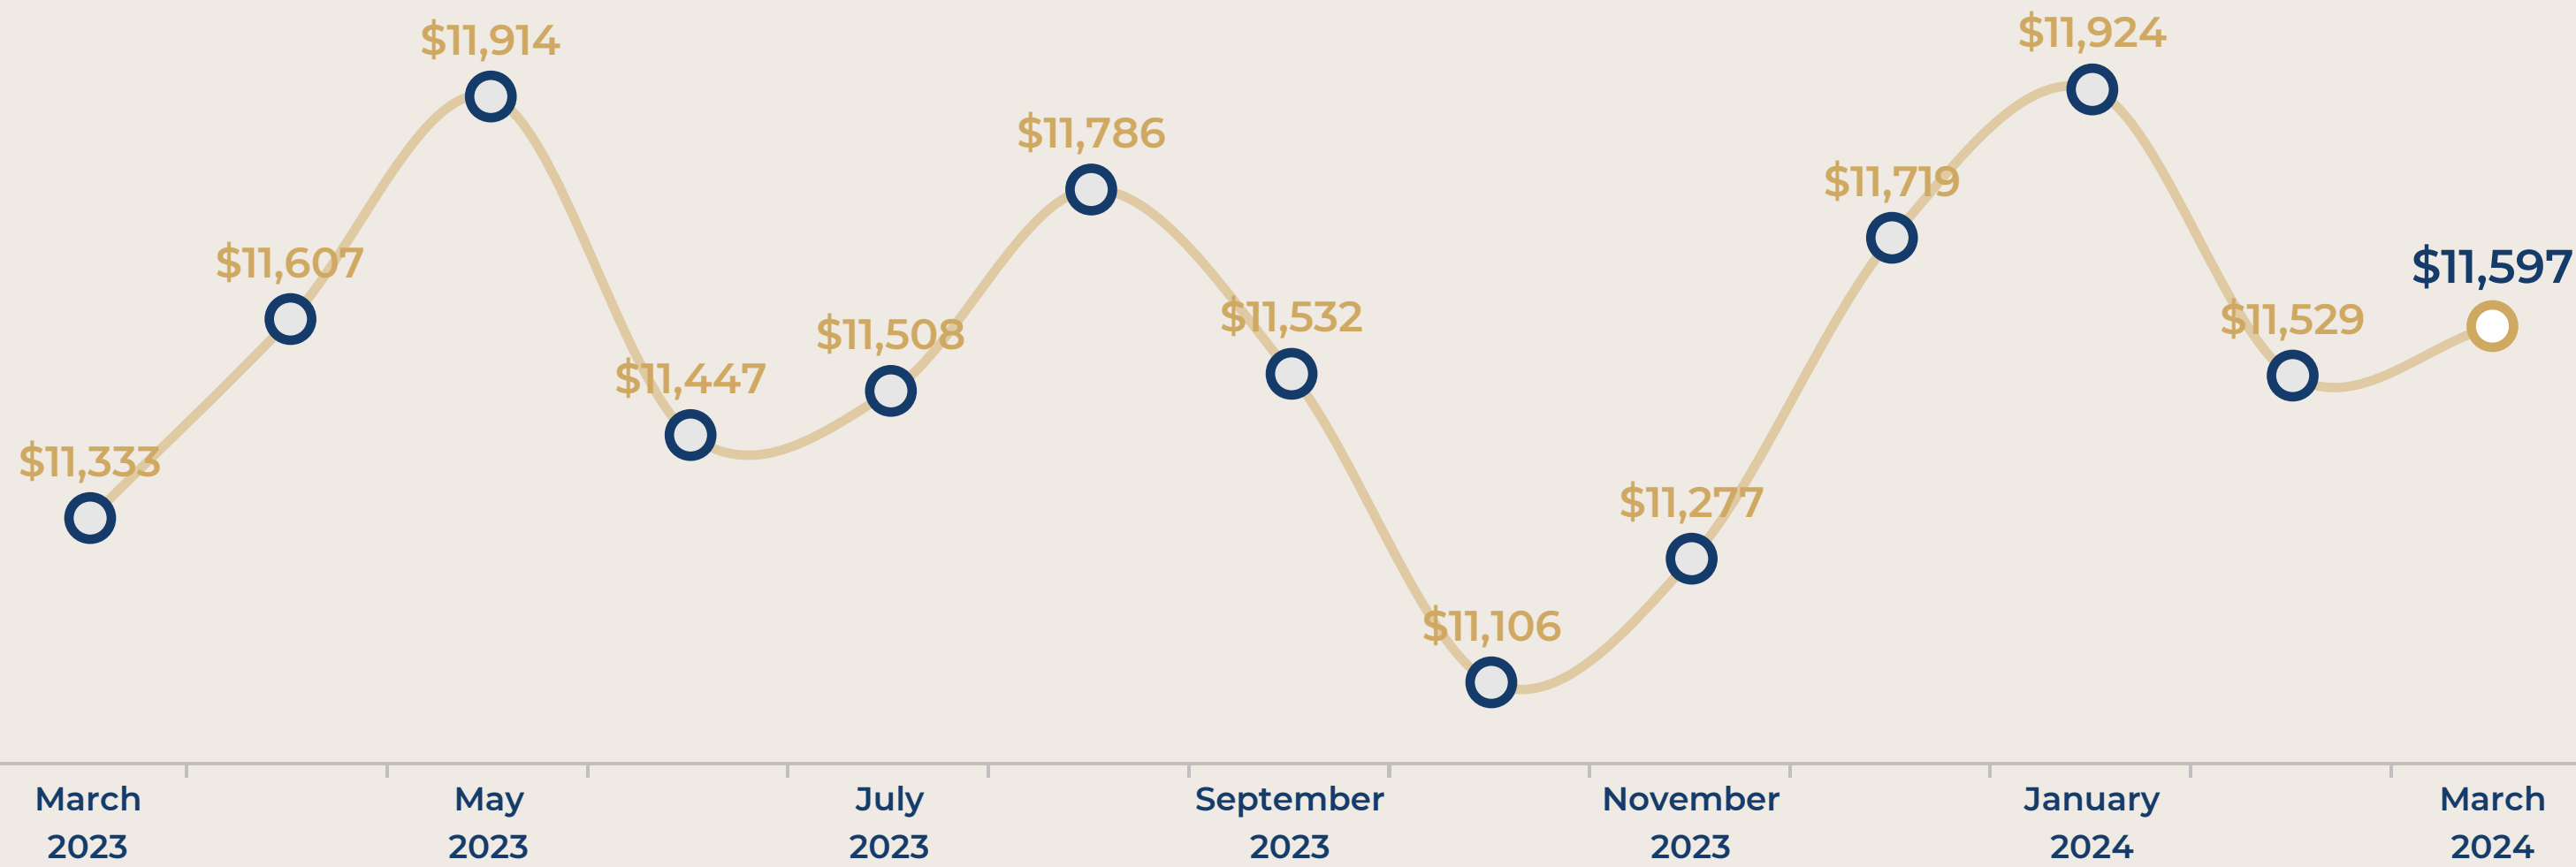 $11,333
$11,607
$11,914
$11,447
$11,508
$11,786
$11,532
$11,106
$11,277
$11,719
$11,924
$11,529
$11,597
March
2023
May
2023
July
2023
September
2023
November
2023
January
2024
March
2024